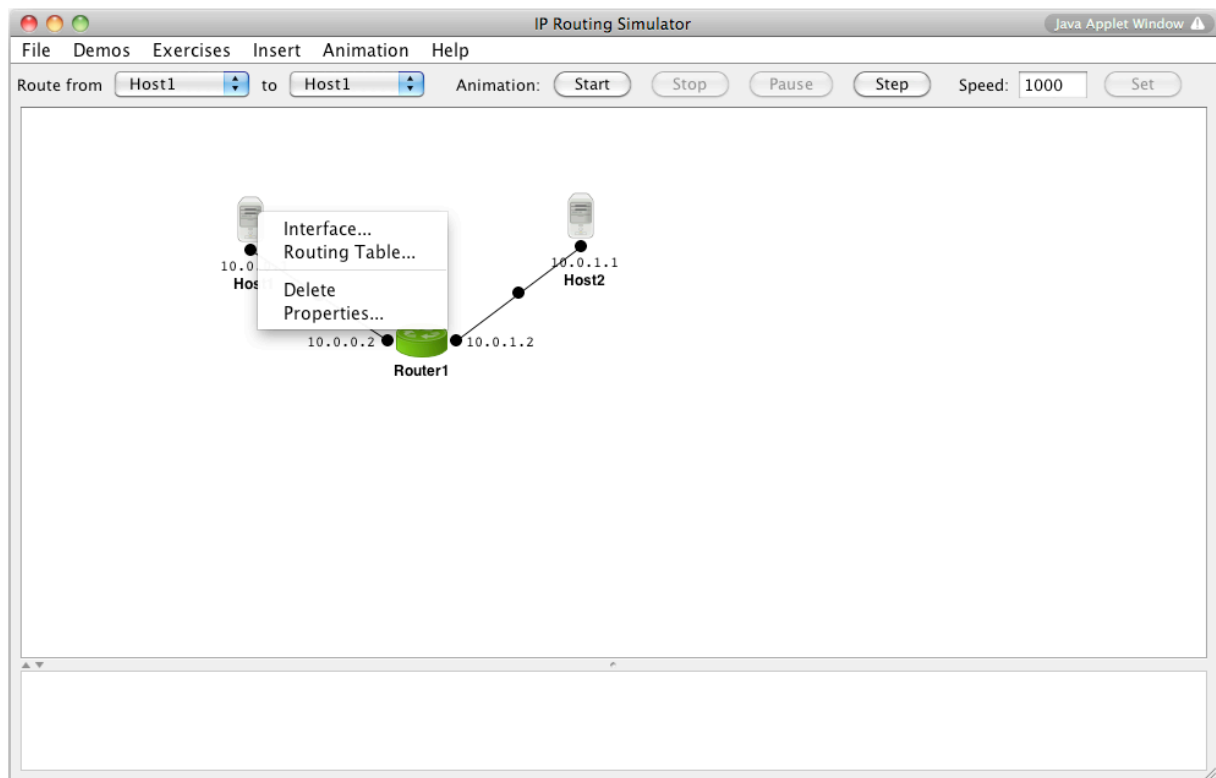 IP Routing Simulator
Java Applet Window
File Demos Exercises Insert Animation Help
Route from Host1 to Host1 Animation: Start Stop Pause Step Speed: 1000 Set
Interface...
Routing Table...
Delete
Properties...
10.0.1.1
Host2
10.0.0.2
10.0.1.2
Router1